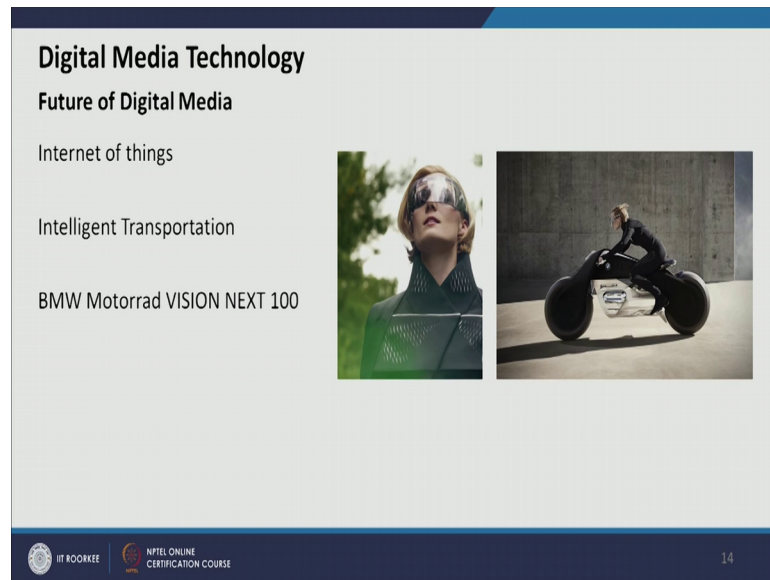 Digital Media Technology
Future of Digital Media
Internet of things
Intelligent Transportation
BMW Motorrad VISION NEXT 100
IIT ROORKEE
NPTEL ONLINE
CERTIFICATION COURSE
14